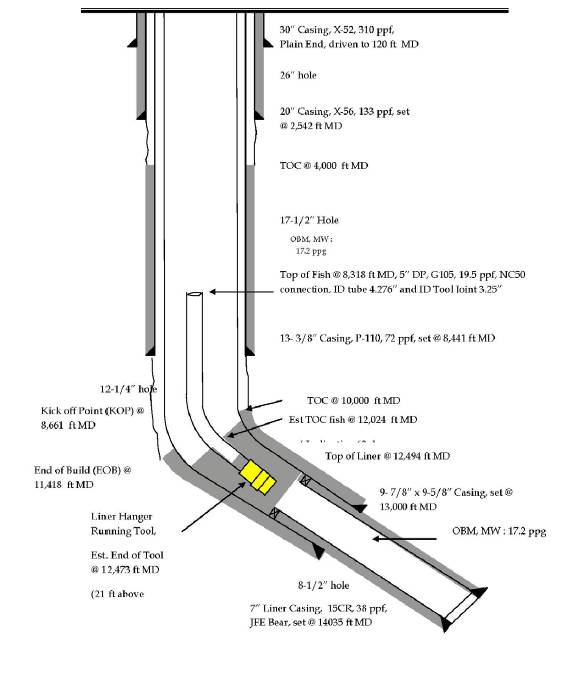 30" Casing, X-52, 310 ppf,
Plain End, driven to 120 ft MD
26" hole
20" Casing, X-56, 133 ppf, set
@ 2,542 ft MD
TOC @ 4,000 ft MD
17-1/2" Hole
OBM, MW :
17.2 ppg
Top of Fish @ 8,318 ft MD, 5" DP, G105, 19.5 ppf, NC50
connection, ID tube 4.276" and ID Tool Joint 3.25"
13- 3/8" Casing, P-110, 72 ppf, set @ 8,441 ft MD
12-1/4" hole
TOC @ 10,000 ft MD
Kick off Point (KOP) @
8,661 ft MD
Est TOC fish @ 12,024 ft MD
Top of Liner @ 12,494 ft MD
End of Build (EOB) @
11,418 ft MD
9- 7/8" x 9-5/8" Casing, set @
13,000 ft MD
Liner Hanger
Running Tool,
OBM, MW : 17.2 ppg
Est. End of Tool
@ 12,473 ft MD
(21 ft above
8-1/2" hole
7" Liner Casing, 15CR, 38 ppf,
JFE Bear, set @ 14035 ft MD